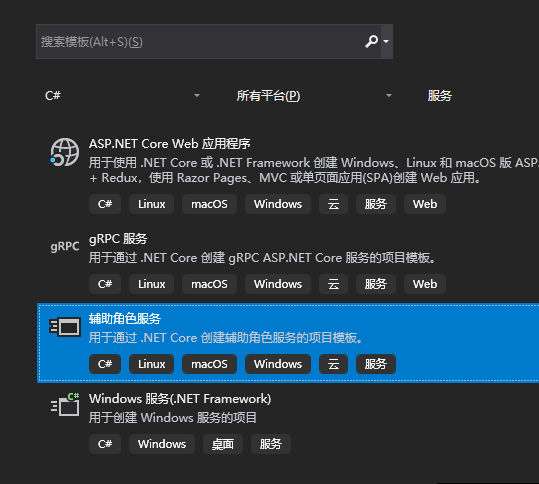 搜索模板(Alt+S)(S)
C# 所有平台(P) 服务
ASP.NET Core Web 应用程序
用于使用 .NET Core 或 .NET Framework 创建 Windows、Linux 和 macOS 版 ASP.
+ Redux，使用 Razor Pages、MVC 或单页面应用(SPA)创建 Web 应用。
C# Linux macOS Windows 云 服务 Web
gRPC gRPC 服务
用于通过 .NET Core 创建 gRPC ASP.NET Core 服务的项目模板。
C# Linux macOS Windows 云 服务 Web
辅助角色服务
用于通过 .NET Core 创建辅助角色服务的项目模板。
C# Linux macOS Windows 云 服务
C# Windows 服务(.NET Framework)
用于创建 Windows 服务的项目
C# Windows 桌面 服务